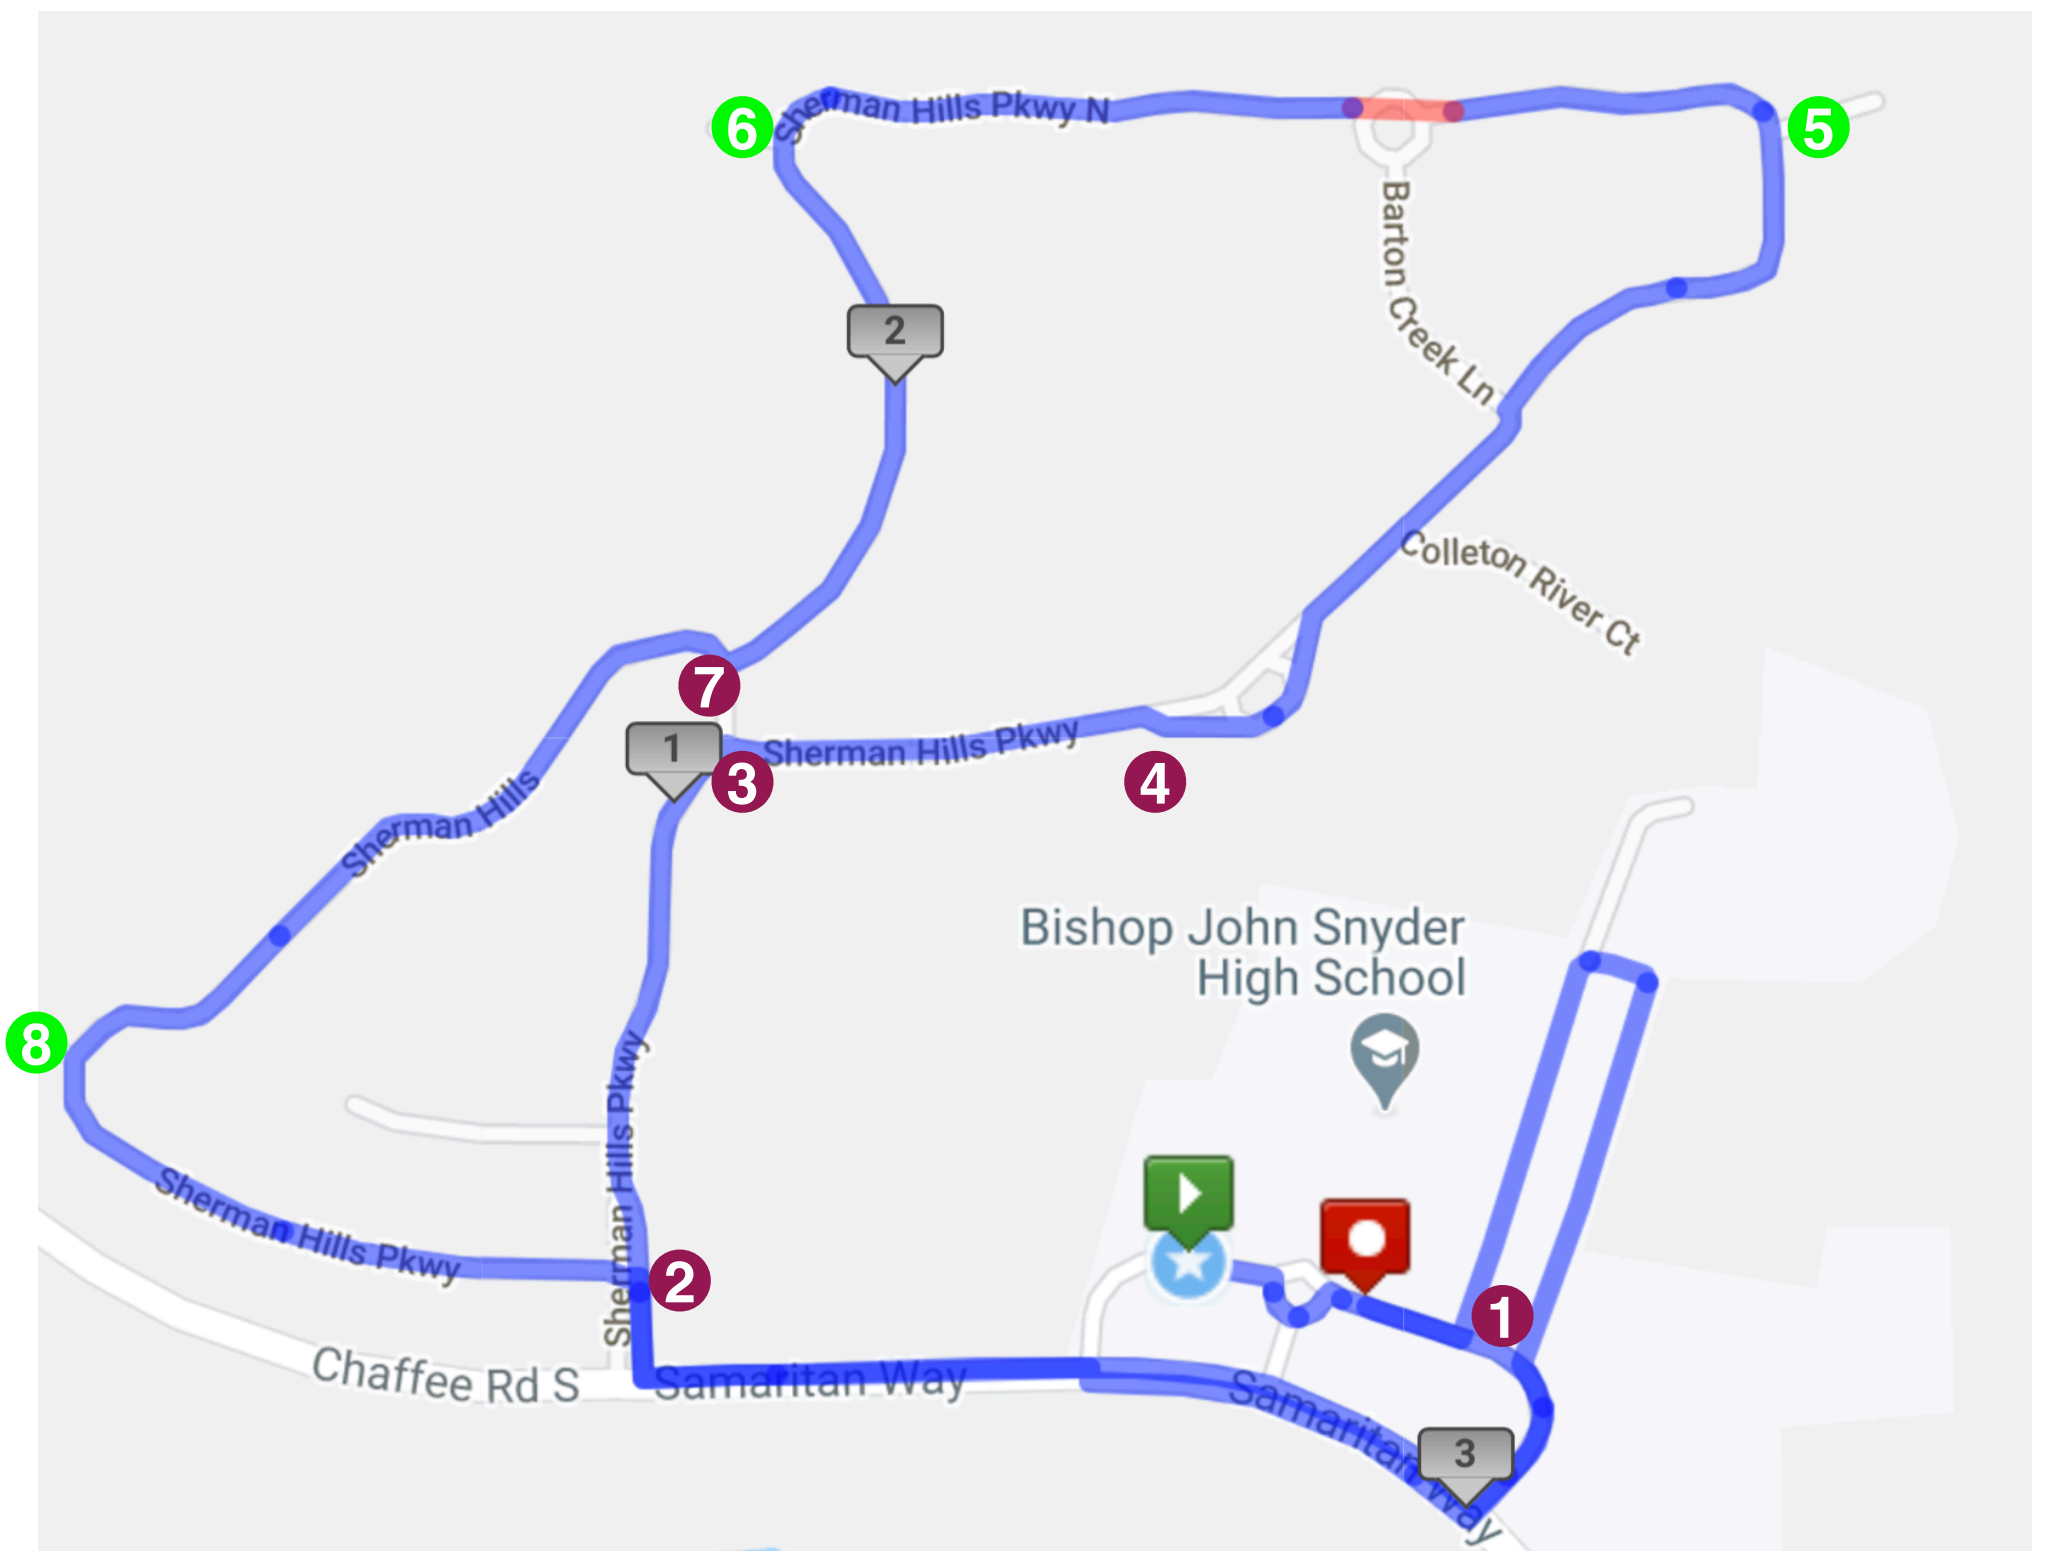 Sherman Hills Pkwy N
6
5
Barton Creek Ln
2
Colleton River Ct
7
1
Sherman Hills Pkwy
3
4
Sherman Hills
Bishop John Snyder
High School
8
Sherman Hills Pkwy
Sherman Hills Pkwy
2
1
Sherman
Chaffee Rd S
Samaritan Way
Samaritan Way
3